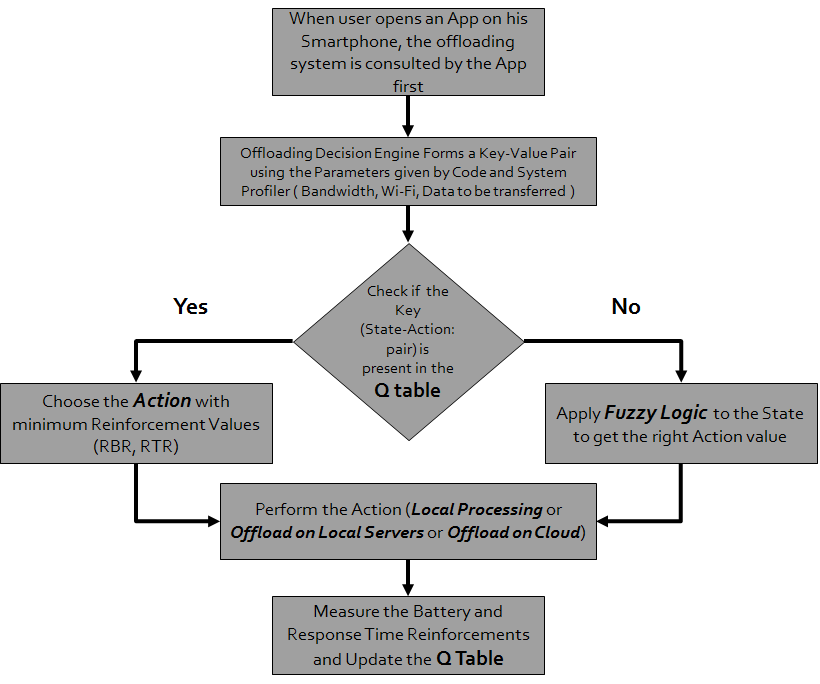 When user opens an App on his
Smartphone, the offloading
system is consulted by the App
first
Offloading Decision Engine Forms a Key-Value Pair
using the Parameters given by Code and System
Profiler ( Bandwidth, Wi-Fi, Data to be transferred )
Check if the
Key
(State-Action:
pair) is
present in the
Q table
Yes
No
Choose the Action with
minimum Reinforcement Values
(RBR, RTR)
Apply Fuzzy Logic to the State
to get the right Action value
Perform the Action (Local Processing or
Offload on Local Servers or Offload on Cloud)
Measure the Battery and
Response Time Reinforcements
and Update the Q Table